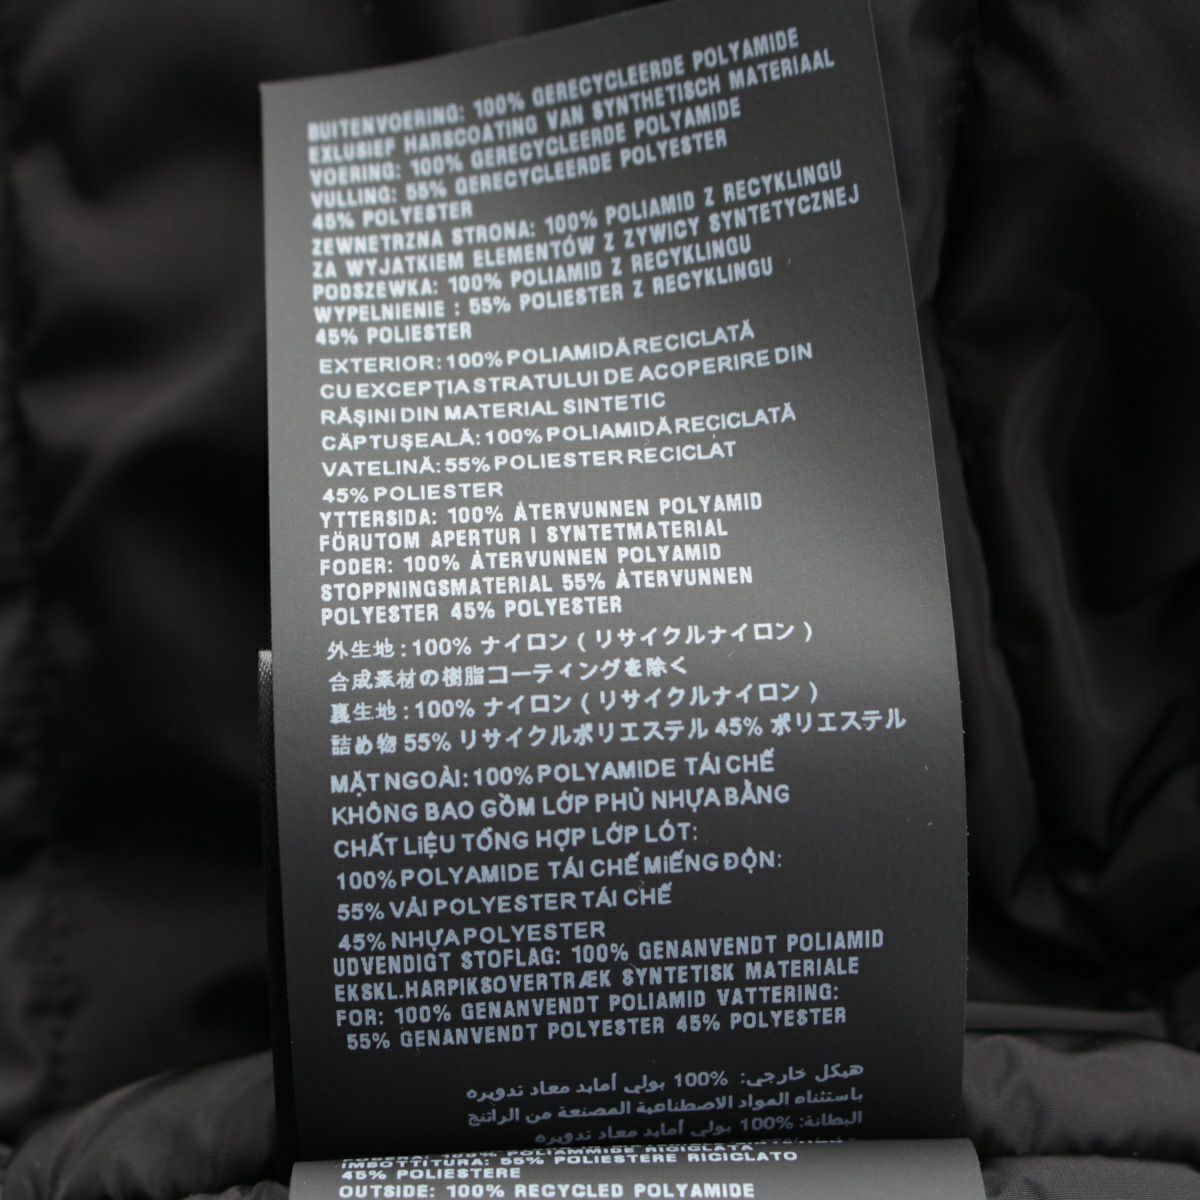 BUITENVOERING: 100% GERECYCLEERDE POLYAMIDE
EXLUSIEF HARSCOATING VAN SYNTHETISCH MATERIAAL
VOERING: 100% GERECYCLEERDE POLYAMIDE
VULLING: 55% GERECYCLEERDE POLYESTER
45% POLYESTER
ZEWNETRZNA STRONA: 100% POLIAMID Z RECYKLINGU
ZA WYJATKIEM ELEMENTÓW Z ZYWICY SYNTETYCZNEJ
PODSZEWKA: 100% POLIAMID Z RECYKLINGU
WYPELNIENIE : 55% POLIESTER Z RECYKLINGU
45% POLIESTER
EXTERIOR: 100% POLIAMIDĂ RECICLATĂ
CU EXCEPȚIA STRATULUI DE ACOPERIRE DIN
RĂȘINI DIN MATERIAL SINTETIC
CĂPTUȘEALĂ: 100% POLIAMIDĂ RECICLATĂ
VATELINĂ: 55% POLIESTER RECICLAT
45% POLIESTER
YTTERSIDA: 100% ÅTERVUNNEN POLYAMID
FÖRUTOM APERTUR I SYNTETMATERIAL
FODER: 100% ÅTERVUNNEN POLYAMID
STOPPNINGSMATERIAL 55% ÅTERVUNNEN
POLYESTER 45% POLYESTER
外生地 : 100% ナイロン ( リサイクルナイロン )
合成素材の樹脂コーティングを除く
裏生地 : 100% ナイロン ( リサイクルナイロン )
詰め物 55% リサイクルポリエステル 45% ポリエステル
MẶT NGOÀI: 100% POLYAMIDE TÁI CHẾ
KHÔNG BAO GỒM LỚP PHỦ NHỰA BẰNG
CHẤT LIỆU TỔNG HỢP LỚP LÓT:
100% POLYAMIDE TÁI CHẾ MIẾNG ĐỘN:
55% VẢI POLYESTER TÁI CHẾ
45% NHỰA POLYESTER
UDVENDIGT STOFLAG: 100% GENANVENDT POLIAMID
EKSKL.HARPIKSOVERTRÆK SYNTETISK MATERIALE
FOR: 100% GENANVENDT POLIAMID VATTERING:
55% GENANVENDT POLYESTER 45% POLYESTER
هيكل خارجي: 100% بولي أمايد معاد تدويره
باستثناء المواد الاصطناعية المصنعة من الراتنج
البطانة: 100% بولي أمايد معاد تدويره
FODERA: 100% POLIAMMIDE RICICLATA
IMBOTTITURA: 55% POLIESTERE RICICLATO
45% POLIESTERE
OUTSIDE: 100% RECYCLED POLYAMIDE